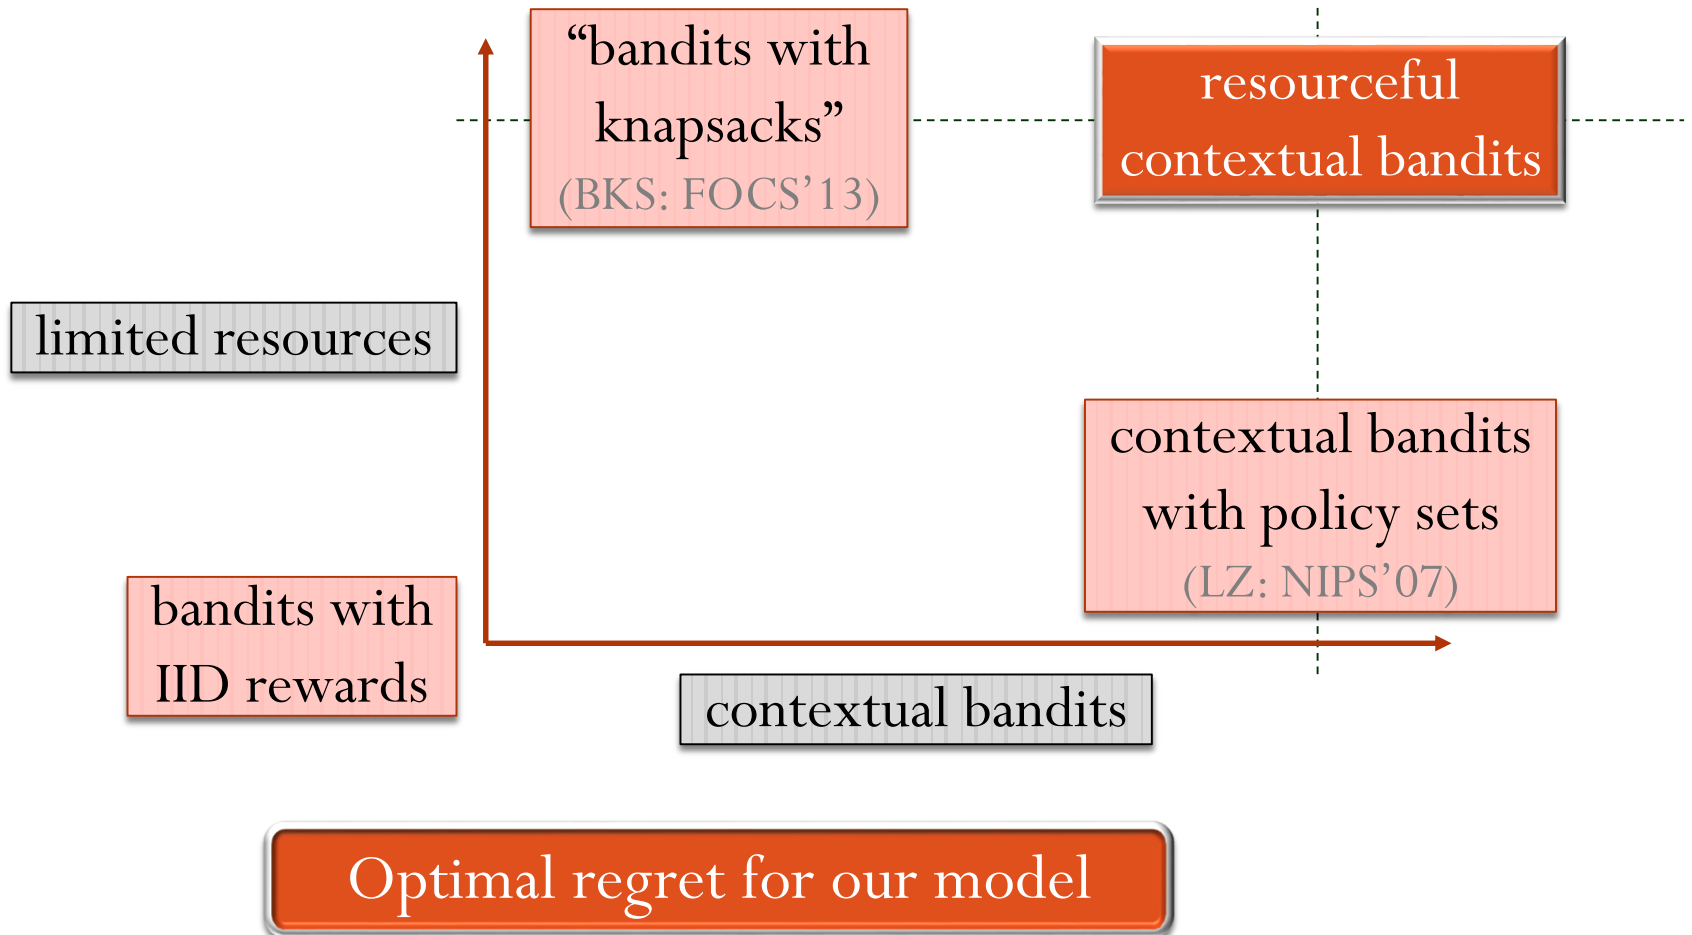 “bandits with
knapsacks”
(BKS: FOCS’13)
resourceful
contextual bandits
limited resources
contextual bandits
with policy sets
(LZ: NIPS’07)
bandits with
IID rewards
contextual bandits
Optimal regret for our model